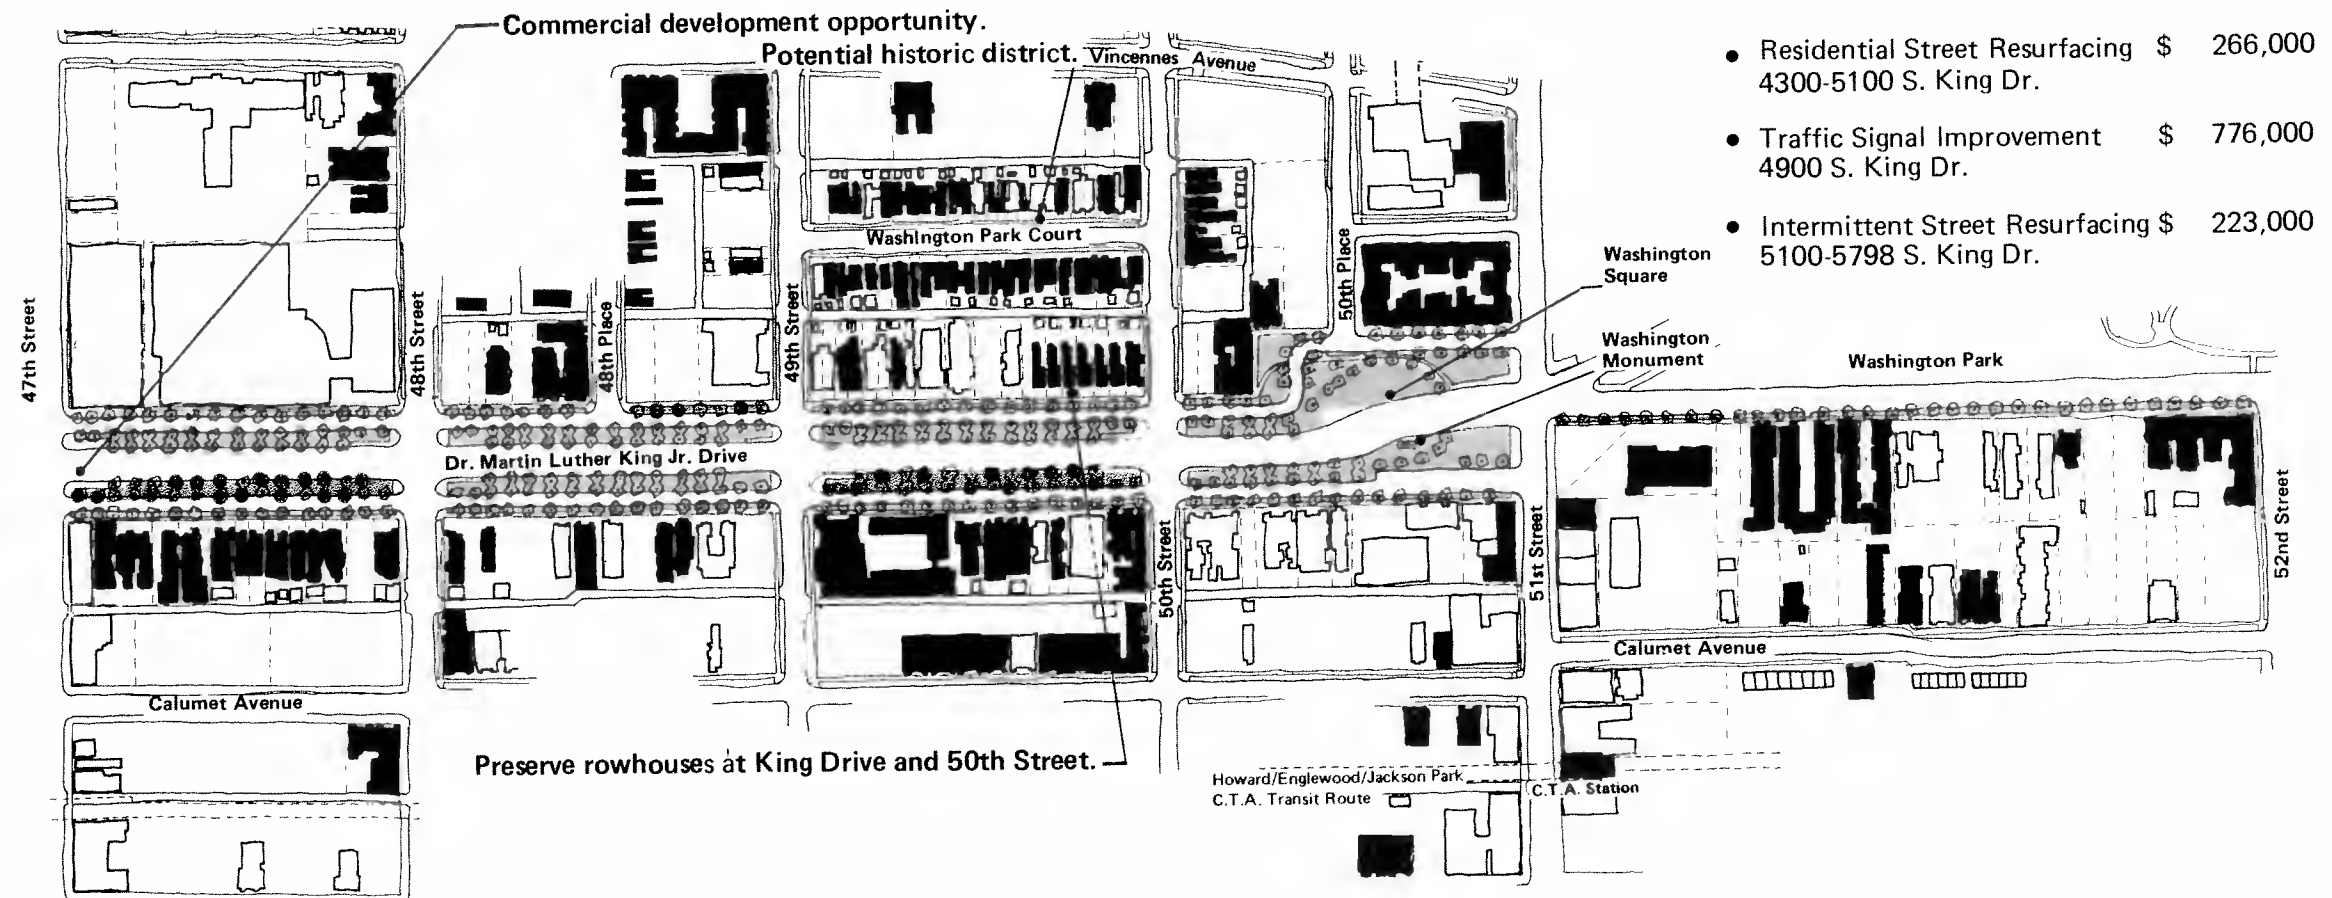 Commercial development opportunity.
Potential historic district.
Vincennes Avenue
• Residential Street Resurfacing $ 266,000
4300-5100 S. King Dr.
• Traffic Signal Improvement $ 776,000
4900 S. King Dr.
• Intermittent Street Resurfacing $ 223,000
5100-5798 S. King Dr.
Washington Park Court
Washington
Square
Washington
Monument
Washington Park
47th Street
48th Street
48th Place
49th Street
50th Place
Dr. Martin Luther King Jr. Drive
50th Street
51st Street
52nd Street
Calumet Avenue
Calumet Avenue
Preserve rowhouses at King Drive and 50th Street.
Howard/Englewood/Jackson Park
C.T.A. Transit Route
C.T.A. Station